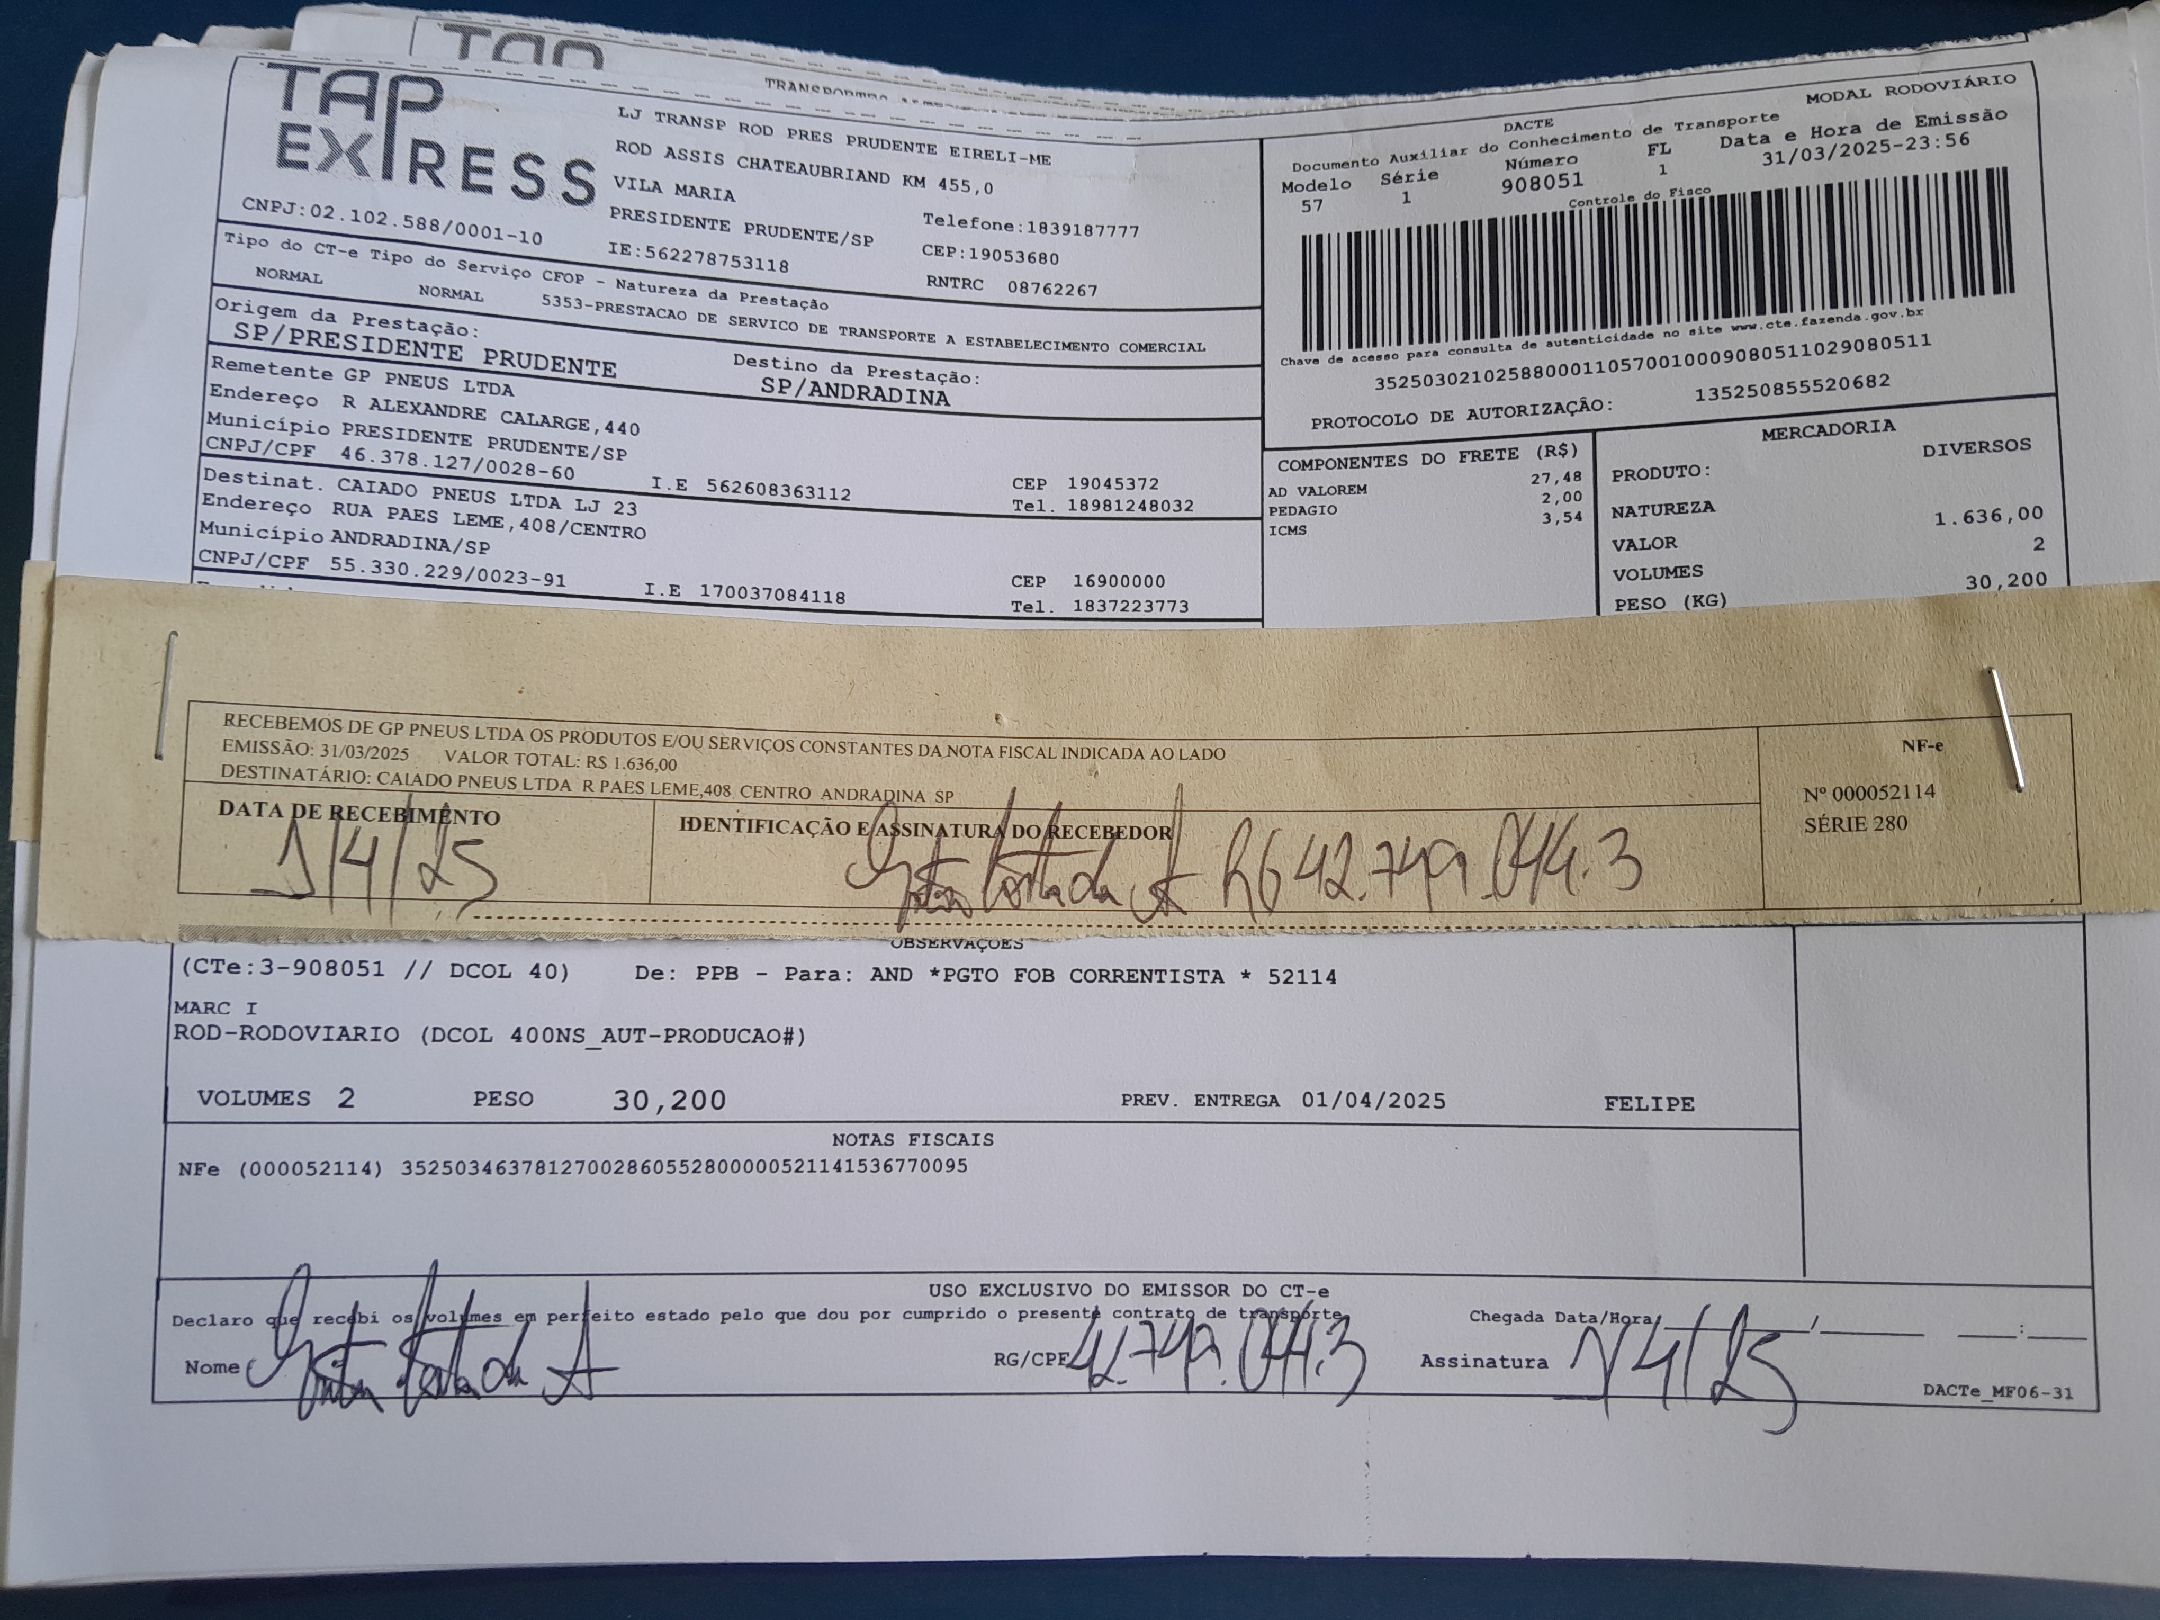 TAP
TRANSPORTES
TAP EXPRESS
LJ TRANSP ROD PRES PRUDENTE EIRELI-ME
ROD ASSIS CHATEAUBRIAND KM 455,0
VILA MARIA
PRESIDENTE PRUDENTE/SP Telefone:1839187777
CNPJ:02.102.588/0001-10 IE:562278753118 CEP:19053680
RNTRC 08762267
Tipo do CT-e Tipo do Serviço CFOP - Natureza da Prestação
NORMAL NORMAL 5353-PRESTACAO DE SERVICO DE TRANSPORTE A ESTABELECIMENTO COMERCIAL
Origem da Prestação: Destino da Prestação:
SP/PRESIDENTE PRUDENTE SP/ANDRADINA
Remetente GP PNEUS LTDA
Endereço R ALEXANDRE CALARGE,440
Município PRESIDENTE PRUDENTE/SP CEP 19045372
CNPJ/CPF 46.378.127/0028-60 I.E 562608363112 Tel. 18981248032
Destinat. CAIADO PNEUS LTDA LJ 23
Endereço RUA PAES LEME,408/CENTRO
Município ANDRADINA/SP CEP 16900000
CNPJ/CPF 55.330.229/0023-91 I.E 170037084118 Tel. 1837223773
DACTE MODAL RODOVIÁRIO
Documento Auxiliar do Conhecimento de Transporte
Modelo Série Número FL Data e Hora de Emissão
57 1 908051 1 31/03/2025-23:56
Controle do Fisco
Chave de acesso para consulta de autenticidade no site www.cte.fazenda.gov.br
35250302102588000110570010009080511029080511
PROTOCOLO DE AUTORIZAÇÃO: 135250855520682
COMPONENTES DO FRETE (R$)
AD VALOREM 27,48
PEDAGIO 2,00
ICMS 3,54
MERCADORIA
PRODUTO: DIVERSOS
NATUREZA
VALOR 1.636,00
VOLUMES 2
PESO (KG) 30,200
RECEBEMOS DE GP PNEUS LTDA OS PRODUTOS E/OU SERVIÇOS CONSTANTES DA NOTA FISCAL INDICADA AO LADO
EMISSÃO: 31/03/2025 VALOR TOTAL: R$ 1.636,00
DESTINATÁRIO: CAIADO PNEUS LTDA R PAES LEME,408 CENTRO ANDRADINA SP
DATA DE RECEBIMENTO IDENTIFICAÇÃO E ASSINATURA DO RECEBEDOR
1/4/25 Costa da RG 42.749.044.3
NF-e
Nº 000052114
SÉRIE 280
OBSERVAÇÕES
(CTe:3-908051 // DCOL 40) De: PPB - Para: AND *PGTO FOB CORRENTISTA * 52114
MARC I
ROD-RODOVIARIO (DCOL 400NS_AUT-PRODUCAO#)
VOLUMES 2 PESO 30,200 PREV. ENTREGA 01/04/2025 FELIPE
NOTAS FISCAIS
NFe (000052114) 35250346378127002860552800000521141536770095
USO EXCLUSIVO DO EMISSOR DO CT-e
Declaro que recebi os volumes em perfeito estado pelo que dou por cumprido o presente contrato de transporte Chegada Data/Hora / / :
Nome Costa da RG/CPF 42.749.044.3 Assinatura 1/4/25
DACTe_MF06-31